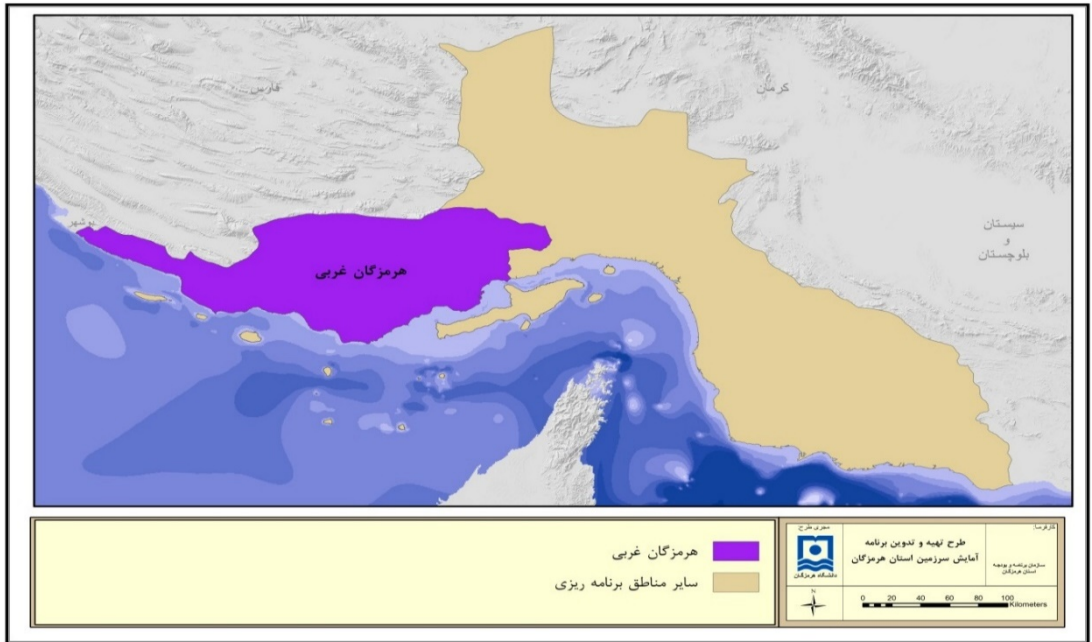 فارس
کرمان
بوشهر
سیستان
و
بلوچستان
هرمزگان غربی
هرمزگان غربی
سایر مناطق برنامه ریزی
کارفرما:
سازمان برنامه و بودجه
استان هرمزگان
طرح تهیه و تدوین برنامه
آمایش سرزمین استان هرمزگان
مجری طرح:
دانشگاه هرمزگان
N
0 20 40 60 80 100
Kilometers